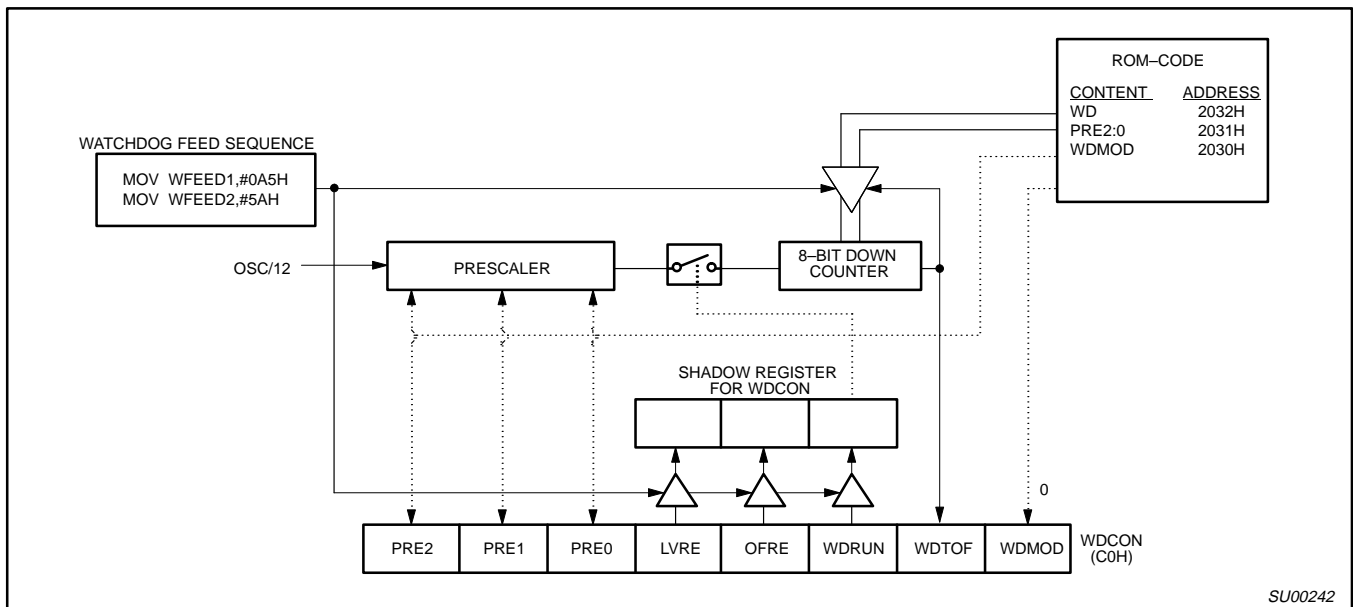 ROM–CODE
CONTENT ADDRESS
WD 2032H
PRE2:0 2031H
WDMOD 2030H
WATCHDOG FEED SEQUENCE
MOV WFEED1,#0A5H
MOV WFEED2,#5AH
OSC/12
PRESCALER
8–BIT DOWN
COUNTER
SHADOW REGISTER
FOR WDCON
0
PRE2 PRE1 PRE0 LVRE OFRE WDRUN WDTOF WDMOD
WDCON
(C0H)
SU00242